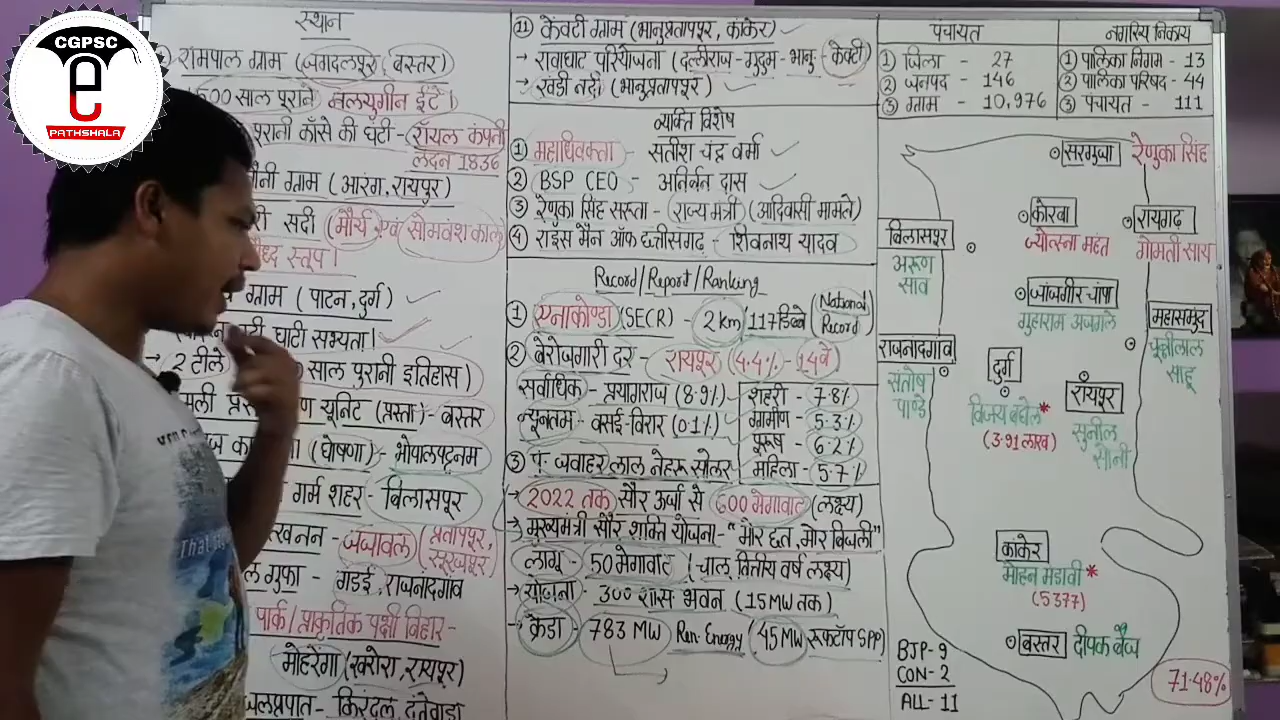 CGPSC
e
PATHSHALA
स्थान
रामपाल ग्राम (जगदलपुर, बस्तर)
साल पुराने नलयुगीन ईंटे।
पुरानी काँसे की घंटी - रॉयल कंपनी
लंदन 1836
ग्राम (आरंग, रायपुर)
सदी (मौर्य एवं सोमवंश काल)
स्तूप।
ग्राम (पाटन, दुर्ग)
घाटी सभ्यता।
→ 2 टीले
साल पुरानी इतिहास)
यूनिट (प्रस्ता) - बस्तर
(घोषणा) - भोपालपट्नम
गर्म शहर - बिलासपुर
- जजावल (प्रतापपुर,
सूरजपुर)
गुफा - गंडई, राजनादगांव
पार्क/प्राकृतिक पक्षी विहार -
मोहरेंगा (खरोरा, रायपुर)
जलप्रपात - किरंदुल, दंतेवाडा
⑪ केंवटी ग्राम (भानुप्रतापपुर, कांकेर)
→ रावाघाट परियोजना (दल्लीराज - गुदुम - भानु - केंवटी)
→ खंडी नदी (भानुप्रतापपुर)
व्यक्ति विशेष
① महाधिवक्ता - सतीश चंद्र वर्मा
② BSP CEO - अनिर्बन दास
③ रेणुका सिंह सरुता - राज्य मंत्री (आदिवासी मामले)
④ राईस मैन ऑफ छत्तीसगढ़ - शिवनाथ यादव
Record/Report/Ranking
① एनाकोण्डा (SECR) - 2 km/117 डिब्बे (National Record)
② बेरोजगारी दर - रायपुर (4.4% - 14वें)
सर्वाधिक - प्रयागराज (8.9%)
न्यूनतम - वसई-विरार (0.1%)
शहरी - 7.8%
ग्रामीण - 5.3%
पुरुष - 6.2%
महिला - 5.7%
③ पं. जवाहर लाल नेहरू सोलर -
→ 2022 तक सौर ऊर्जा से 600 मेगावाट (लक्ष्य)
→ मुख्यमंत्री सौर शक्ति योजना - "मोर छत, मोर बिजली"
लागू - 50 मेगावाट (चालू वित्तीय वर्ष लक्ष्य)
→ योजना - 300 शास. भवन (15MW तक)
→ क्रेडा - 783 MW Ren. Energy (45 MW रूफटॉप SPP)
पंचायत
① जिला - 27
② जनपद - 146
③ ग्राम - 10,976
नगरीय निकाय
① पालिका निगम - 13
② पालिका परिषद - 44
③ पंचायत - 111
सरगुजा रेणुका सिंह
कोरबा
ज्योत्सना महंत
रायगढ़
गोमती साय
बिलासपुर
अरुण
साव
जांजगीर चांपा
गुहाराम अजगले
महासमुंद
चुन्नीलाल
साहू
राजनादगांव
संतोष
पाण्डे
दुर्ग
विजय बघेल*
(3.91 लाख)
रायपुर
सुनील
सोनी
कांकेर
मोहन मंडावी*
(5377)
बस्तर दीपक बैज
BJP - 9
CON - 2
ALL - 11
71.48%